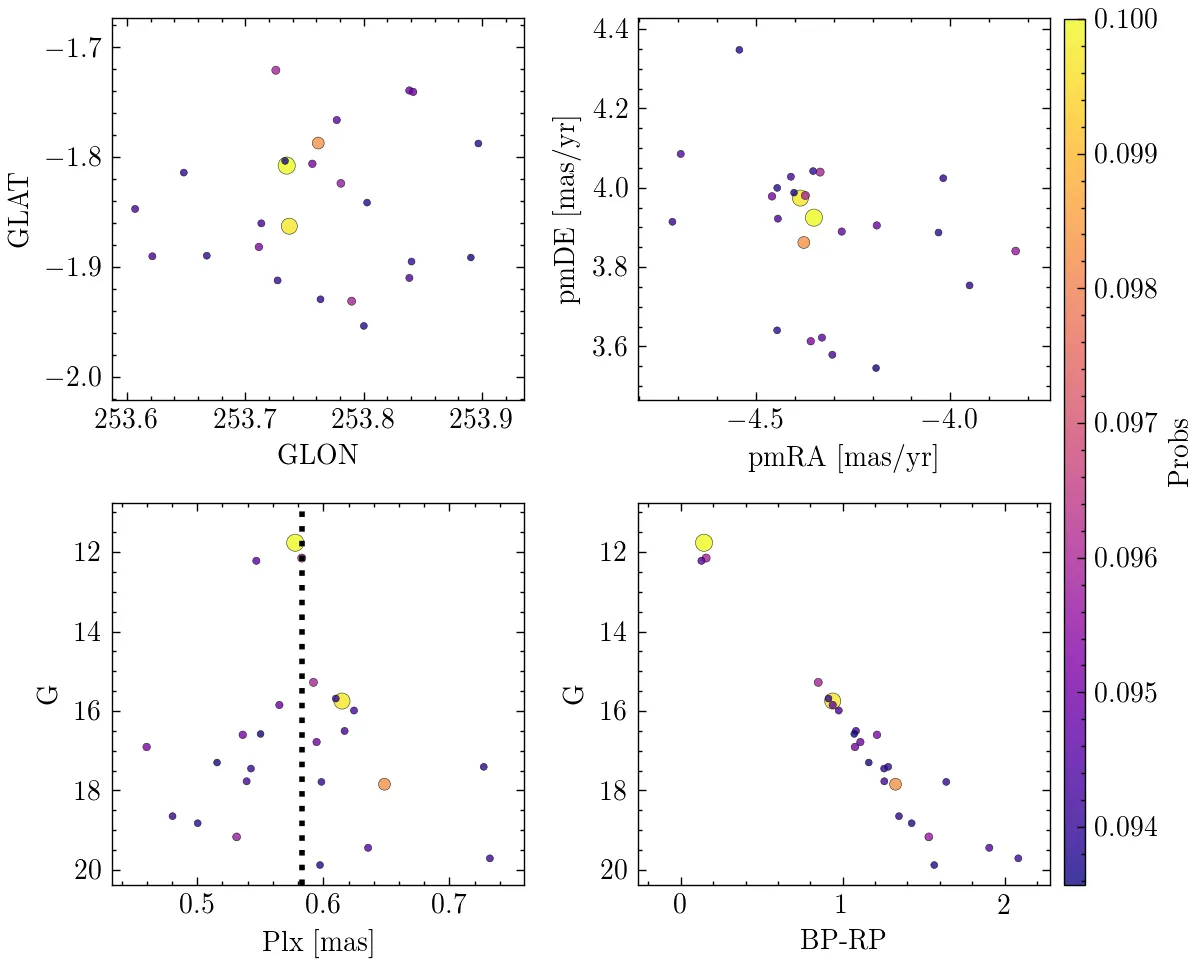 −1.7
−1.8
−1.9
−2.0
GLAT
253.6 253.7 253.8 253.9
GLON
4.4
4.2
4.0
3.8
3.6
pmDE [mas/yr]
−4.5 −4.0
pmRA [mas/yr]
12
14
16
18
20
G
0.5 0.6 0.7
Plx [mas]
12
14
16
18
20
G
0 1 2
BP-RP
0.100
0.099
0.098
0.097
0.096
0.095
0.094
Probs